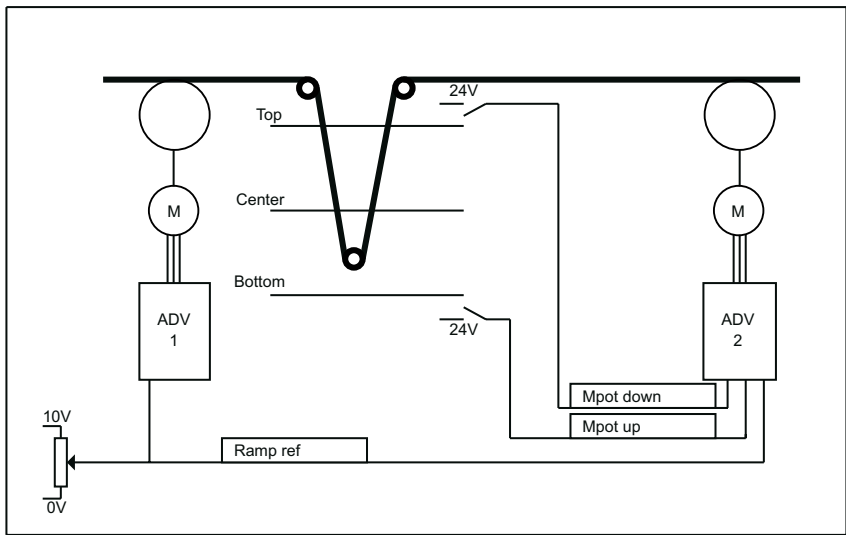 24V
Top
Center
M
M
Bottom
ADV
1
24V
ADV
2
Mpot down
10V
Mpot up
Ramp ref
0V